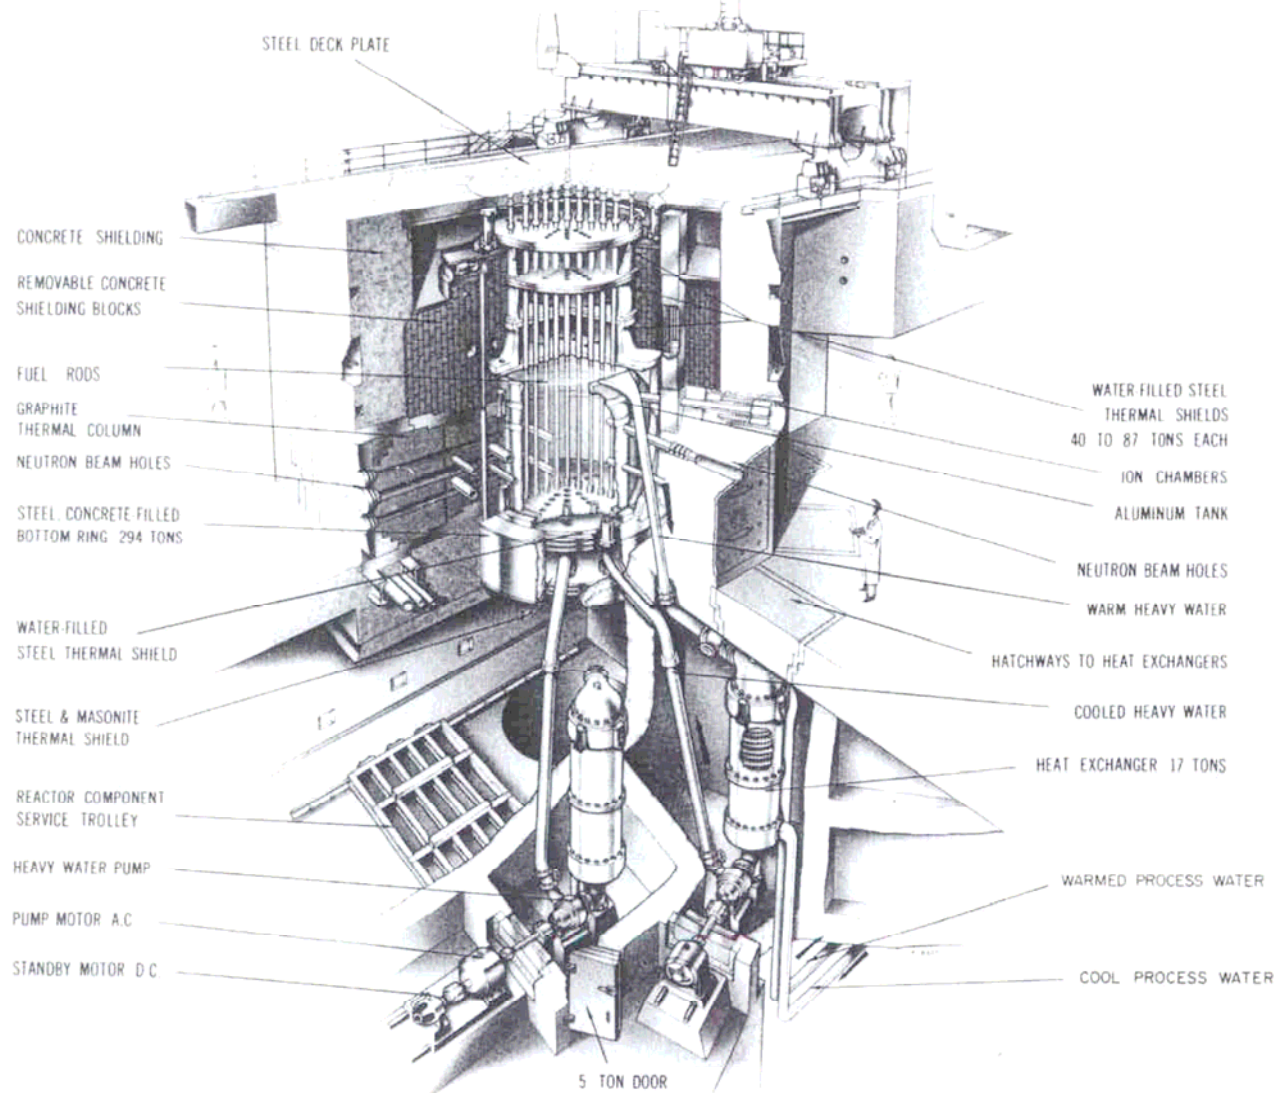 STEEL DECK PLATE
CONCRETE SHIELDING
REMOVABLE CONCRETE
SHIELDING BLOCKS
FUEL RODS
GRAPHITE
THERMAL COLUMN
NEUTRON BEAM HOLES
STEEL, CONCRETE-FILLED
BOTTOM RING 294 TONS
WATER-FILLED
STEEL THERMAL SHIELD
STEEL & MASONITE
THERMAL SHIELD
REACTOR COMPONENT
SERVICE TROLLEY
HEAVY WATER PUMP
PUMP MOTOR A.C
STANDBY MOTOR D C
5 TON DOOR
WATER-FILLED STEEL
THERMAL SHIELDS
40 TO 87 TONS EACH
ION CHAMBERS
ALUMINUM TANK
NEUTRON BEAM HOLES
WARM HEAVY WATER
HATCHWAYS TO HEAT EXCHANGERS
COOLED HEAVY WATER
HEAT EXCHANGER 17 TONS
WARMED PROCESS WATER
COOL PROCESS WATER